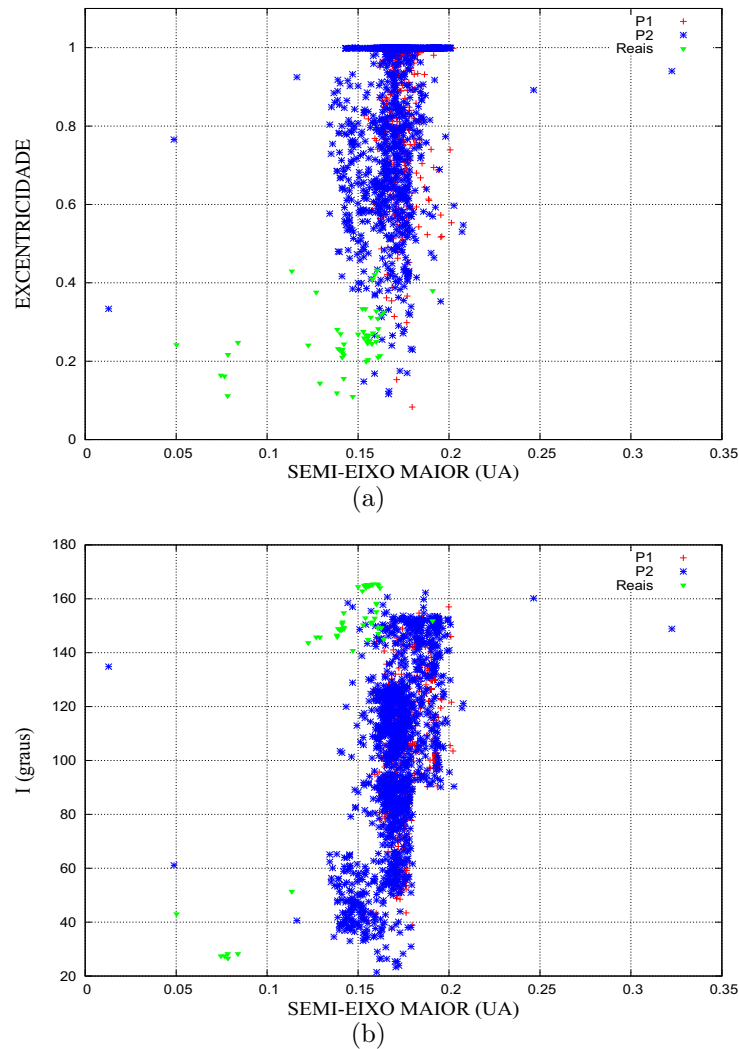 P1
P2
Reais
EXCENTRICIDADE
1
0.8
0.6
0.4
0.2
0
0 0.05 0.1 0.15 0.2 0.25 0.3 0.35
SEMI-EIXO MAIOR (UA)
(a)
P1
P2
Reais
I (graus)
180
160
140
120
100
80
60
40
20
0 0.05 0.1 0.15 0.2 0.25 0.3 0.35
SEMI-EIXO MAIOR (UA)
(b)